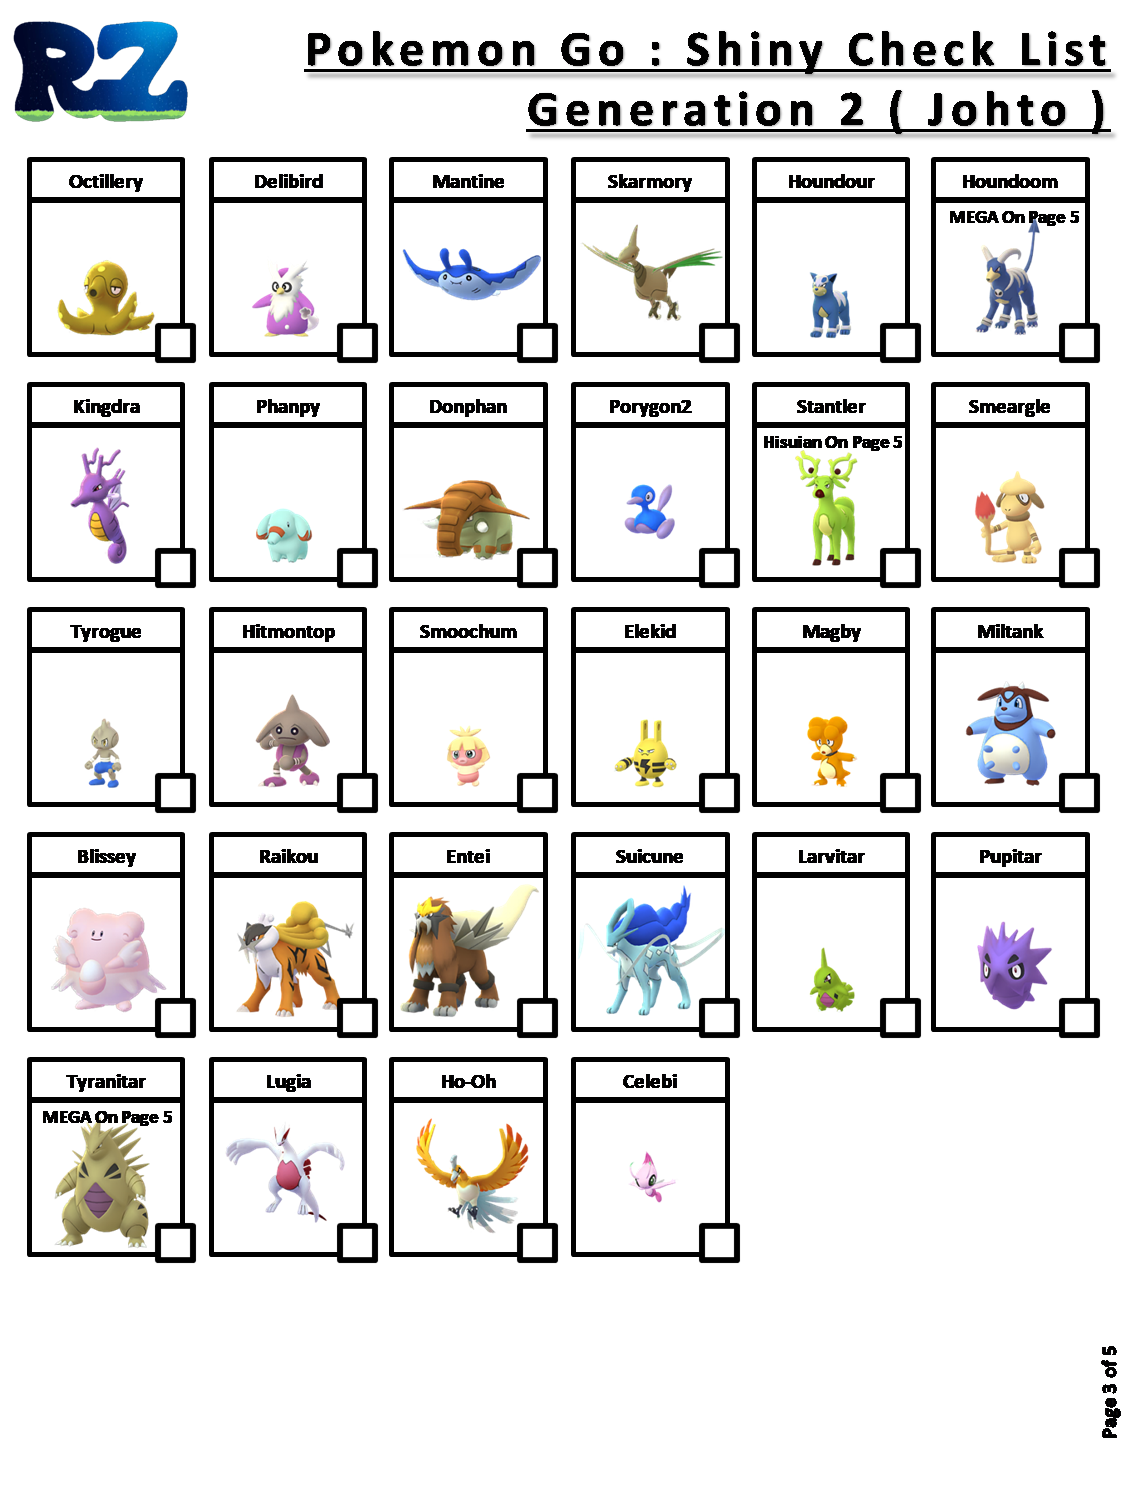 RZ
Pokemon Go : Shiny Check List
Generation 2 ( Johto )
Octillery
Delibird
Mantine
Skarmory
Houndour
Houndoom
MEGA On Page 5
Kingdra
Phanpy
Donphan
Porygon2
Stantler
Hisuian On Page 5
Smeargle
Tyrogue
Hitmontop
Smoochum
Elekid
Magby
Miltank
Blissey
Raikou
Entei
Suicune
Larvitar
Pupitar
Tyranitar
MEGA On Page 5
Lugia
Ho-Oh
Celebi
Page 3 of 5